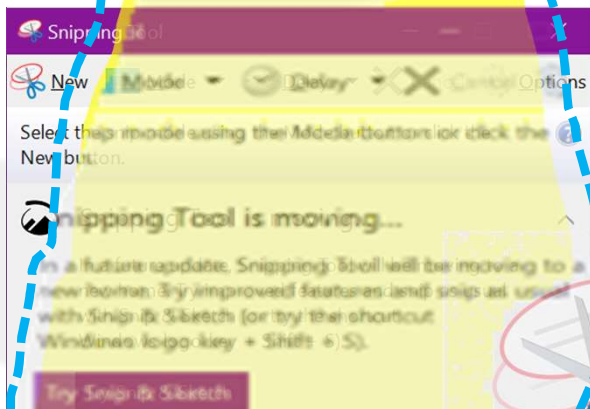 Snipping Tool
New Mode Delay Cancel Options
Select the mode using the Mode button or click the
New button.
Snipping Tool is moving...
In a future update, Snipping Tool will be moving to a
new home. Try improved features and snip as usual
with Snip & Sketch (or try the shortcut
Windows logo key + Shift + S).
Try Snip & Sketch